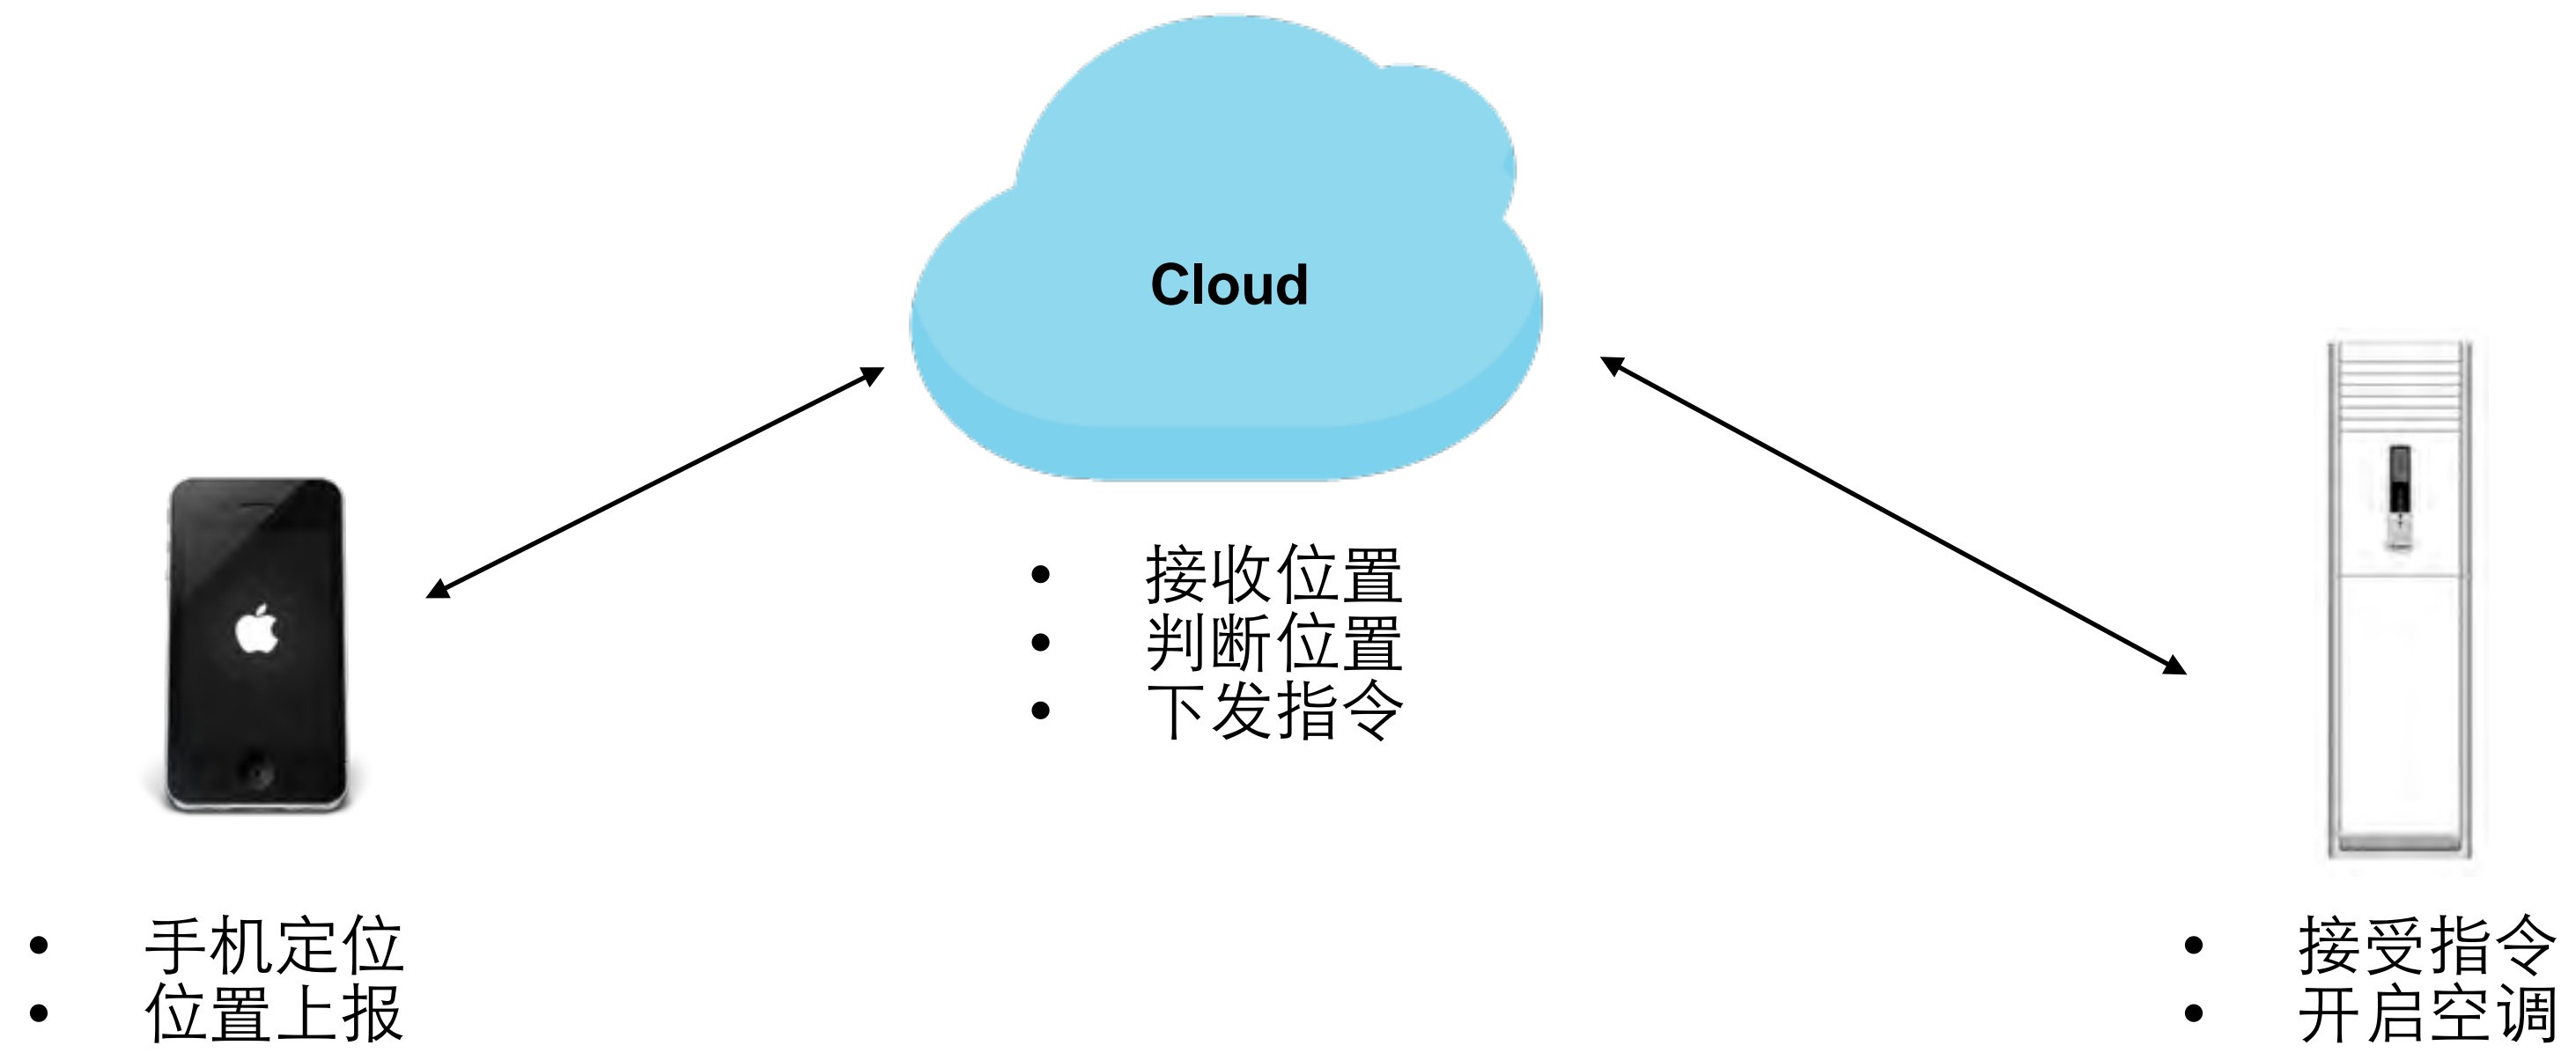 Cloud
• 接收位置
• 判断位置
• 下发指令
• 手机定位
• 位置上报
• 接受指令
• 开启空调